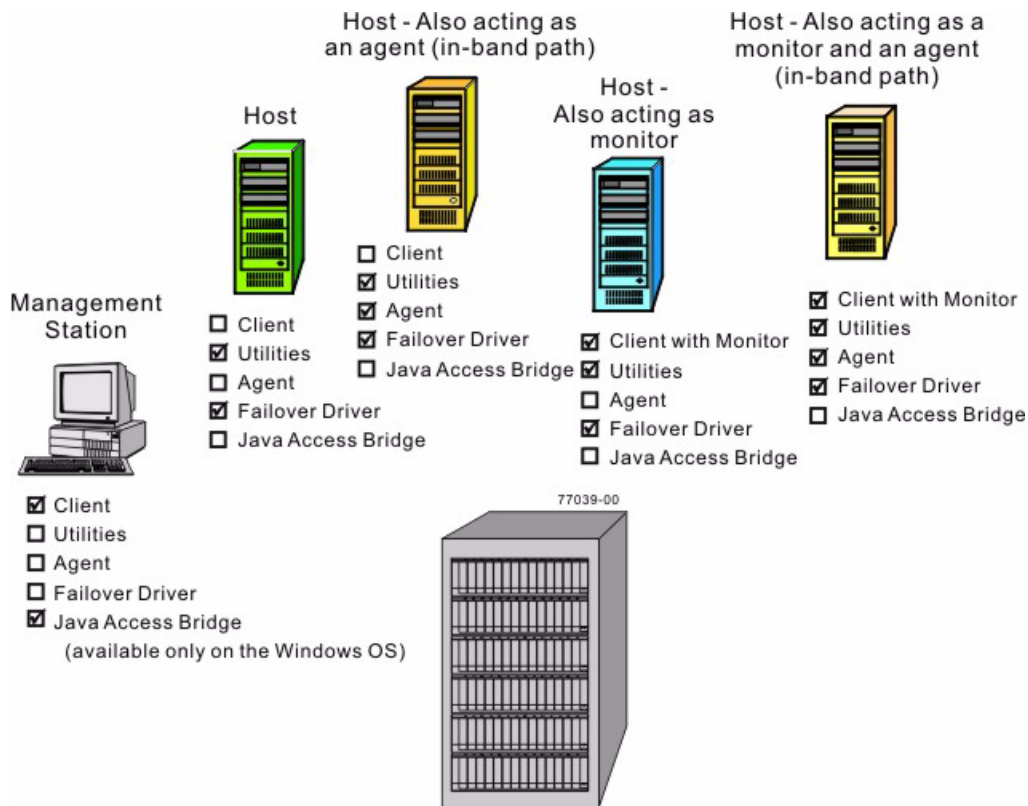 Host - Also acting as
an agent (in-band path)
Host - Also acting as a
monitor and an agent
(in-band path)
Host -
Also acting as
monitor
Host
Client
Utilities
Agent
Failover Driver
Java Access Bridge
Client with Monitor
Utilities
Agent
Failover Driver
Java Access Bridge
Management
Station
Client
Utilities
Agent
Failover Driver
Java Access Bridge
Client with Monitor
Utilities
Agent
Failover Driver
Java Access Bridge
Client
Utilities
Agent
Failover Driver
Java Access Bridge
(available only on the Windows OS)
77039-00